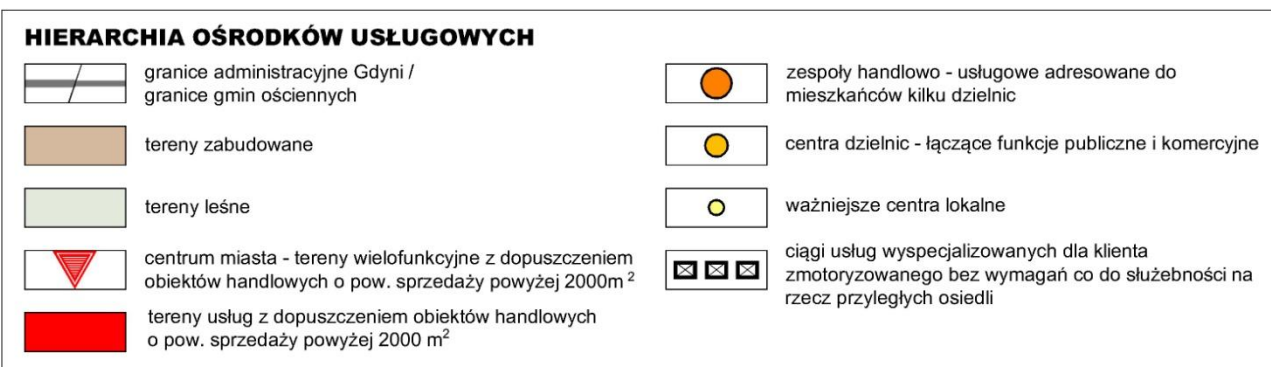 HIERARCHIA OŚRODKÓW USŁUGOWYCH
granice administracyjne Gdyni /
granice gmin ościennych
tereny zabudowane
tereny leśne
centrum miasta - tereny wielofunkcyjne z dopuszczeniem
obiektów handlowych o pow. sprzedaży powyżej 2000m²
tereny usług z dopuszczeniem obiektów handlowych
o pow. sprzedaży powyżej 2000 m²
zespoły handlowo - usługowe adresowane do
mieszkańców kilku dzielnic
centra dzielnic - łączące funkcje publiczne i komercyjne
ważniejsze centra lokalne
ciągi usług wyspecjalizowanych dla klienta
zmotoryzowanego bez wymagań co do służebności na
rzecz przyległych osiedli